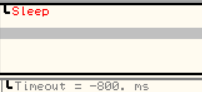 Sleep
Timeout = -800. ms